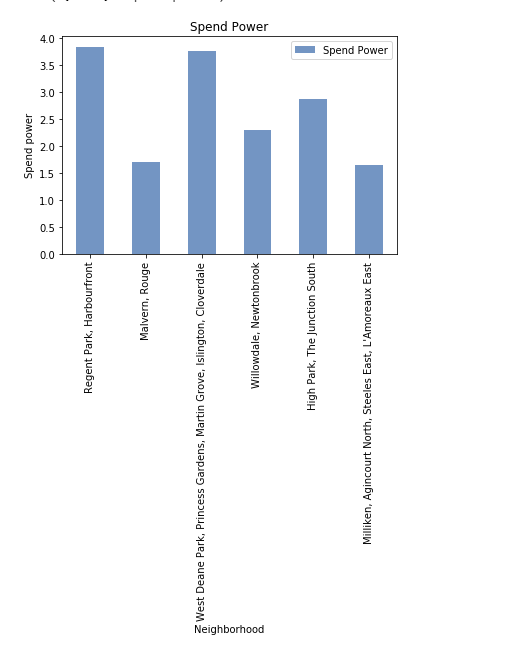 Spend Power
4.0
3.5
3.0
2.5
2.0
1.5
1.0
0.5
0.0
Spend power
Spend Power
Regent Park, Harbourfront
Malvern, Rouge
West Deane Park, Princess Gardens, Martin Grove, Islington, Cloverdale
Willowdale, Newtonbrook
High Park, The Junction South
Milliken, Agincourt North, Steeles East, L'Amoreaux East
Neighborhood